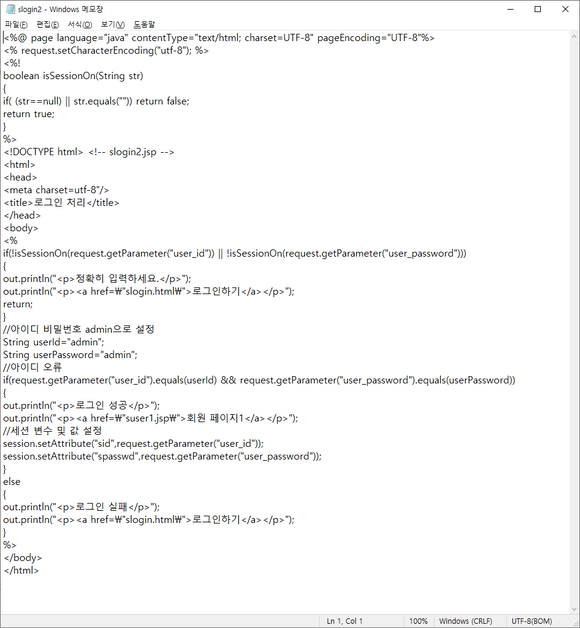 slogin2 - Windows 메모장
파일(F) 편집(E) 서식(O) 보기(V) 도움말
<%@ page language="java" contentType="text/html; charset=UTF-8" pageEncoding="UTF-8"%>
<% request.setCharacterEncoding("utf-8"); %>
<%!
boolean isSessionOn(String str)
{
if( (str==null) || str.equals("")) return false;
return true;
}
%>
<!DOCTYPE html> <!-- slogin2.jsp -->
<html>
<head>
<meta charset=utf-8"/>
<title>로그인 처리</title>
</head>
<body>
<%
if(!isSessionOn(request.getParameter("user_id")) || !isSessionOn(request.getParameter("user_password")))
{
out.println("<p>정확히 입력하세요.</p>");
out.println("<p><a href=₩"slogin.html₩">로그인하기</a></p>");
return;
}
//아이디 비밀번호 admin으로 설정
String userId="admin";
String userPassword="admin";
//아이디 오류
if(request.getParameter("user_id").equals(userId) && request.getParameter("user_password").equals(userPassword))
{
out.println("<p>로그인 성공</p>");
out.println("<p><a href=₩"suser1.jsp₩">회원 페이지1</a></p>");
//세션 변수 및 값 설정
session.setAttribute("sid",request.getParameter("user_id"));
session.setAttribute("spasswd",request.getParameter("user_password"));
}
else
{
out.println("<p>로그인 실패</p>");
out.println("<p><a href=₩"slogin.html₩">로그인하기</a></p>");
}
%>
</body>
</html>
Ln 1, Col 1 100% Windows (CRLF) UTF-8(BOM)